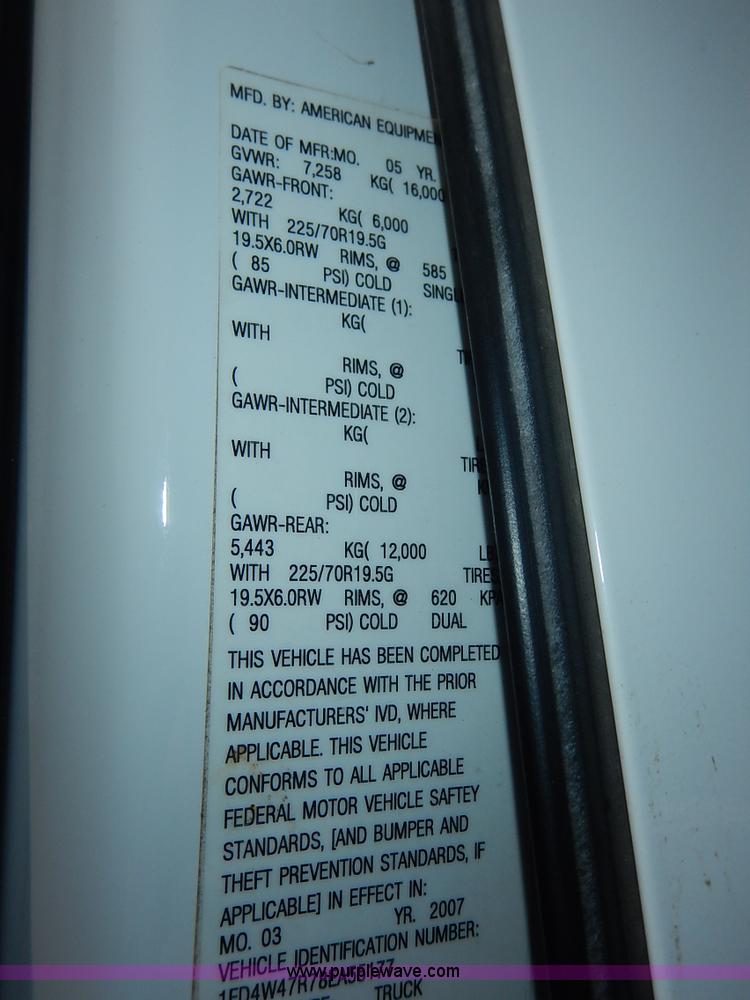 MFD. BY: AMERICAN EQUIPMEN
DATE OF MFR:MO. 05 YR.
GVWR: 7,258 KG( 16,000
GAWR-FRONT:
2,722 KG( 6,000
WITH 225/70R19.5G
19.5X6.0RW RIMS, @ 585
( 85 PSI) COLD SINGL
GAWR-INTERMEDIATE (1):
KG(
WITH
RIMS, @
( PSI) COLD
GAWR-INTERMEDIATE (2):
KG(
WITH TIR
RIMS, @
( PSI) COLD
GAWR-REAR:
5,443 KG( 12,000 LB
WITH 225/70R19.5G TIRES
19.5X6.0RW RIMS, @ 620 KPA
( 90 PSI) COLD DUAL
THIS VEHICLE HAS BEEN COMPLETED
IN ACCORDANCE WITH THE PRIOR
MANUFACTURERS' IVD, WHERE
APPLICABLE. THIS VEHICLE
CONFORMS TO ALL APPLICABLE
FEDERAL MOTOR VEHICLE SAFTEY
STANDARDS, [AND BUMPER AND
THEFT PREVENTION STANDARDS, IF
APPLICABLE] IN EFFECT IN:
MO. 03 YR. 2007
VEHICLE IDENTIFICATION NUMBER:
www.purplewave.com
TRUCK